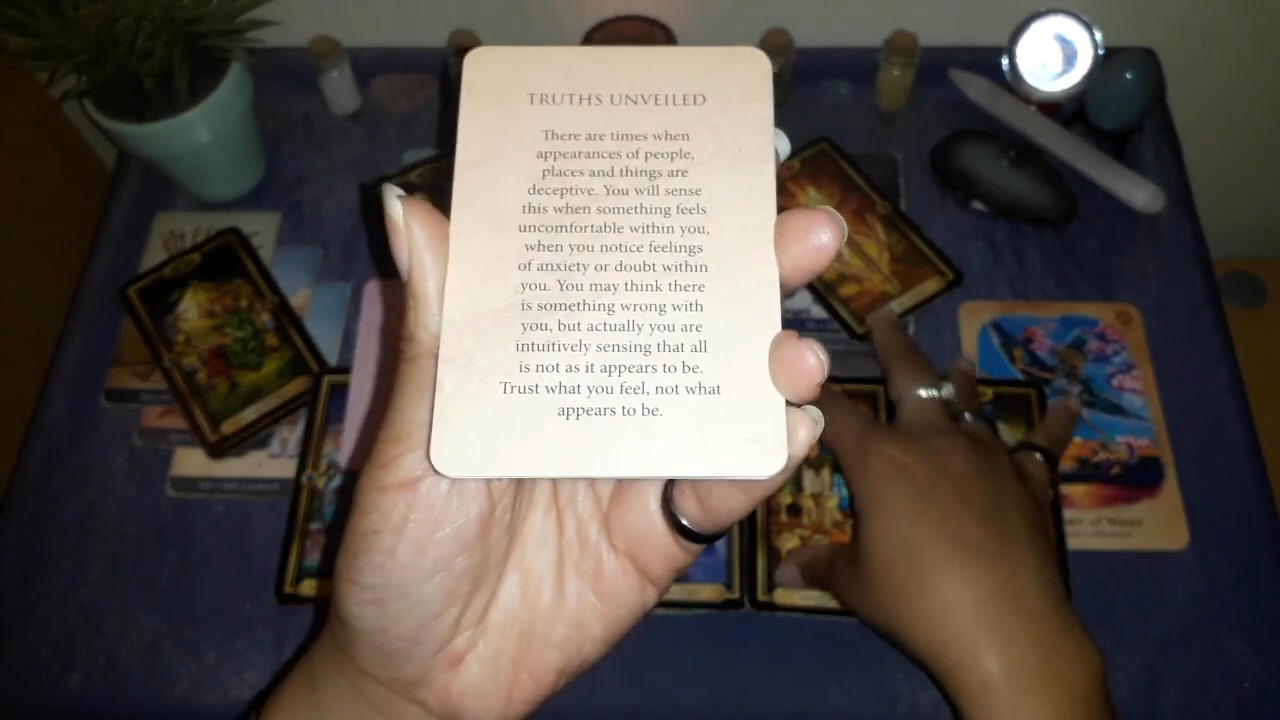 TRUTHS UNVEILED
There are times when
appearances of people,
places and things are
deceptive. You will sense
this when something feels
uncomfortable within you,
when you notice feelings
of anxiety or doubt within
you. You may think there
is something wrong with
you, but actually you are
intuitively sensing that all
is not as it appears to be.
Trust what you feel, not what
appears to be.